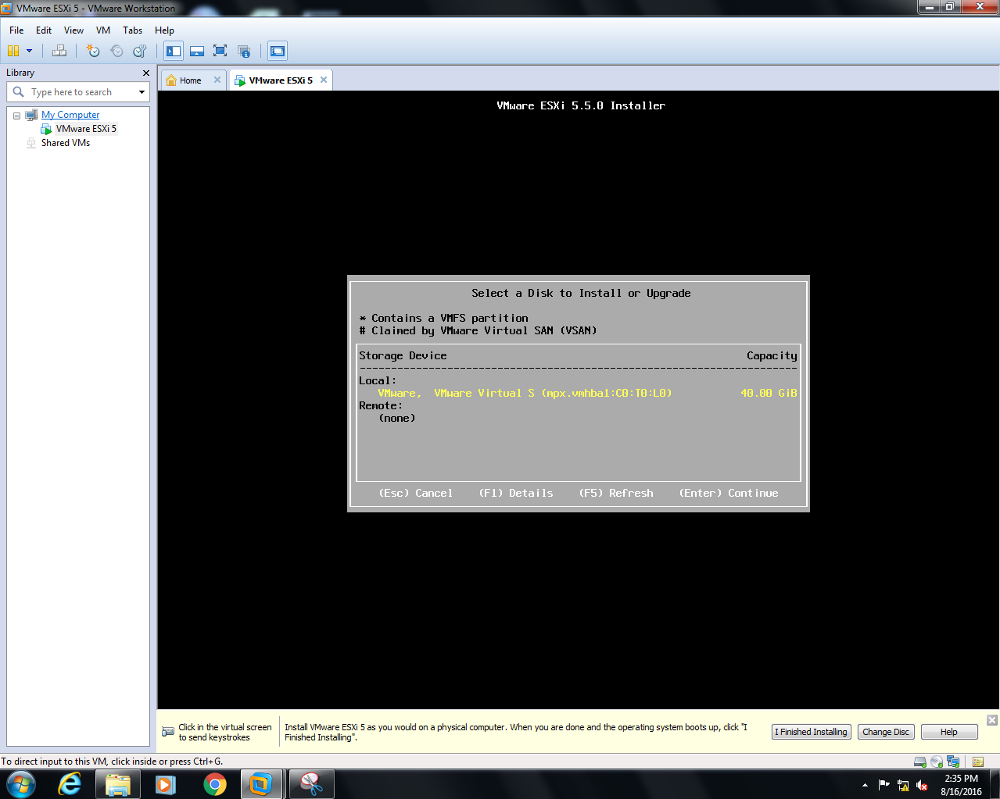 VMware ESXi 5 - VMware Workstation
File Edit View VM Tabs Help
Library
Type here to search
My Computer
VMware ESXi 5
Shared VMs
Home
VMware ESXi 5
VMware ESXi 5.5.0 Installer
Select a Disk to Install or Upgrade
* Contains a VMFS partition
# Claimed by VMware Virtual SAN (VSAN)
Storage Device Capacity
Local:
VMware, VMware Virtual S (mpx.vmhba1:C0:T0:L0) 40.00 GiB
Remote:
(none)
(Esc) Cancel (F1) Details (F5) Refresh (Enter) Continue
Click in the virtual screen
to send keystrokes
Install VMware ESXi 5 as you would on a physical computer. When you are done and the operating system boots up, click "I
Finished Installing".
I Finished Installing
Change Disc
Help
To direct input to this VM, click inside or press Ctrl+G.
2:35 PM
8/16/2016